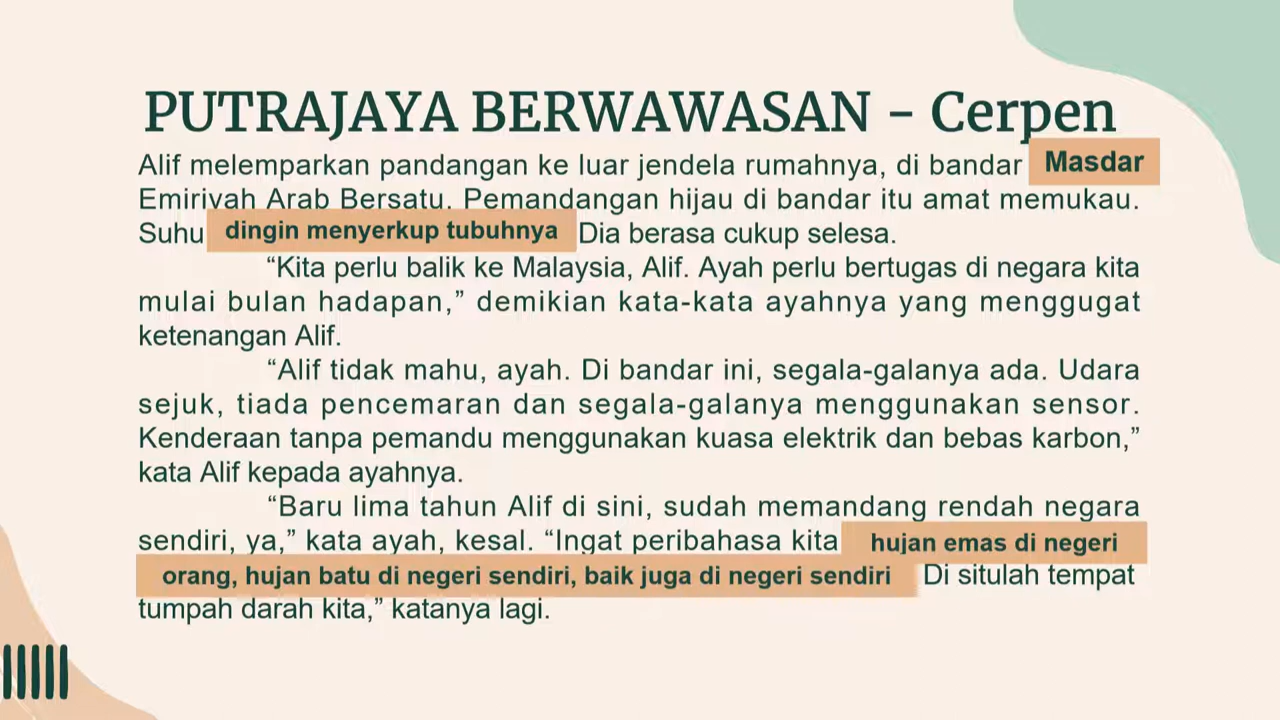 PUTRAJAYA BERWAWASAN – Cerpen
Alif melemparkan pandangan ke luar jendela rumahnya, di bandar Masdar
Emiriyah Arab Bersatu. Pemandangan hijau di bandar itu amat memukau.
Suhu dingin menyerkup tubuhnya Dia berasa cukup selesa.
“Kita perlu balik ke Malaysia, Alif. Ayah perlu bertugas di negara kita
mulai bulan hadapan,” demikian kata-kata ayahnya yang menggugat
ketenangan Alif.
“Alif tidak mahu, ayah. Di bandar ini, segala-galanya ada. Udara
sejuk, tiada pencemaran dan segala-galanya menggunakan sensor.
Kenderaan tanpa pemandu menggunakan kuasa elektrik dan bebas karbon,”
kata Alif kepada ayahnya.
“Baru lima tahun Alif di sini, sudah memandang rendah negara
sendiri, ya,” kata ayah, kesal. “Ingat peribahasa kita hujan emas di negeri
orang, hujan batu di negeri sendiri, baik juga di negeri sendiri Di situlah tempat
tumpah darah kita,” katanya lagi.